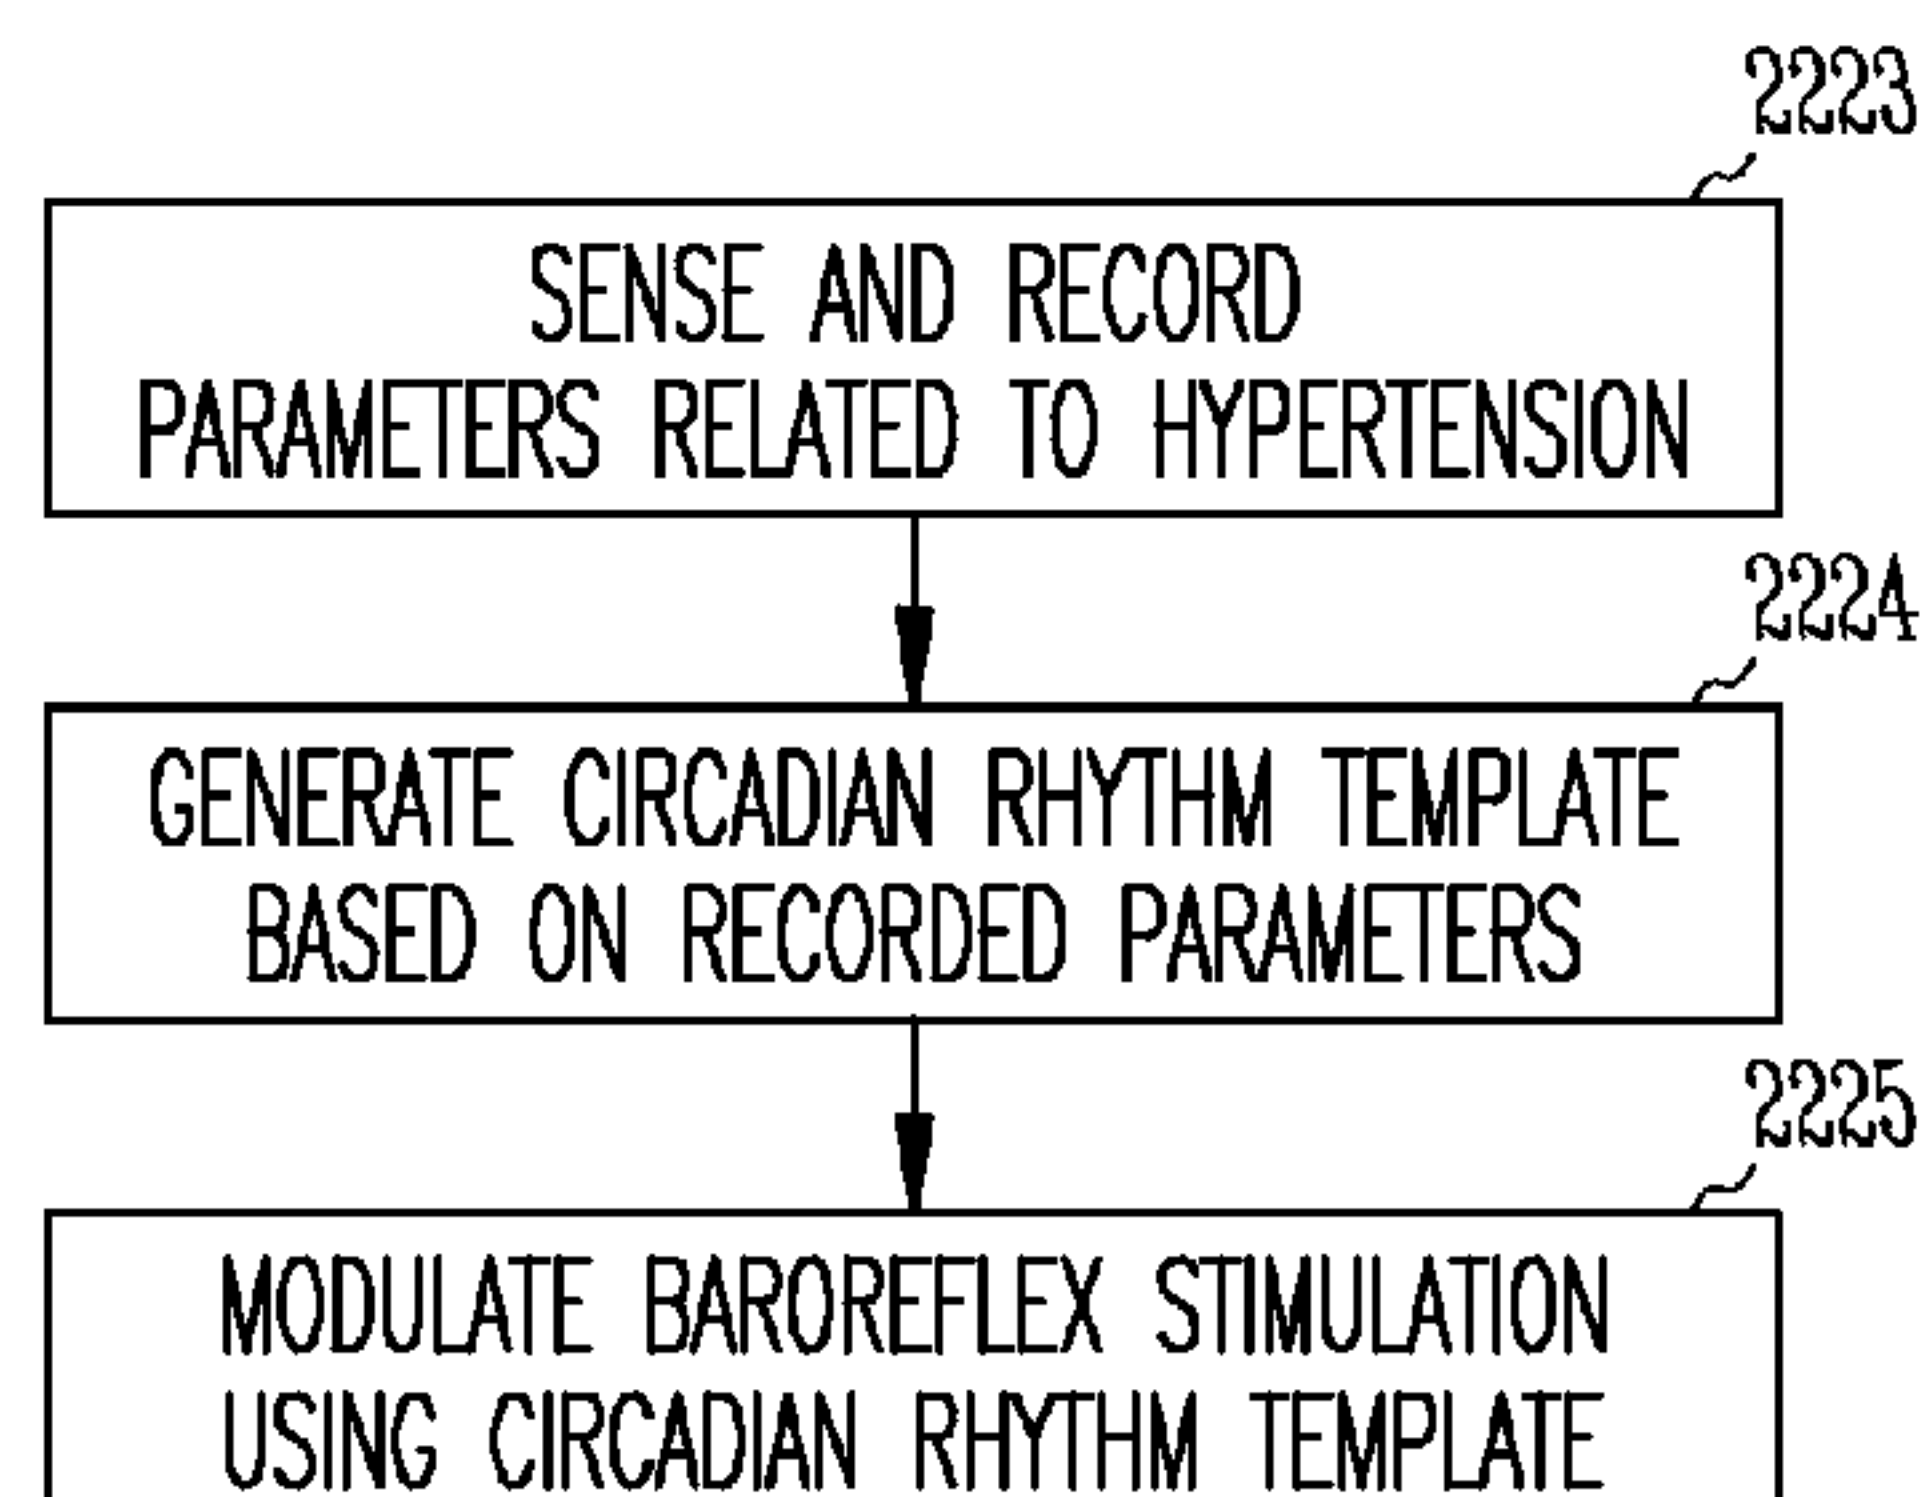 2223
SENSE AND RECORD
PARAMETERS RELATED TO HYPERTENSION
2224
GENERATE CIRCADIAN RHYTHM TEMPLATE
BASED ON RECORDED PARAMETERS
2225
MODULATE BAROREFLEX STIMULATION
USING CIRCADIAN RHYTHM TEMPLATE